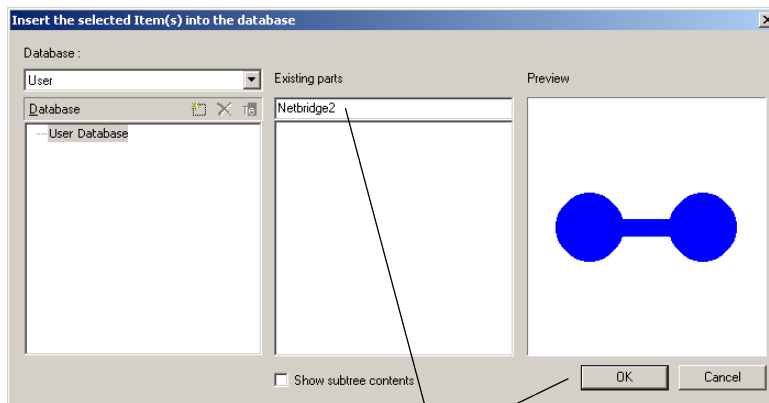 Insert the selected Item(s) into the database
Database :
User
Existing parts
Preview
Database
Netbridge2
User Database
Show subtree contents
OK
Cancel